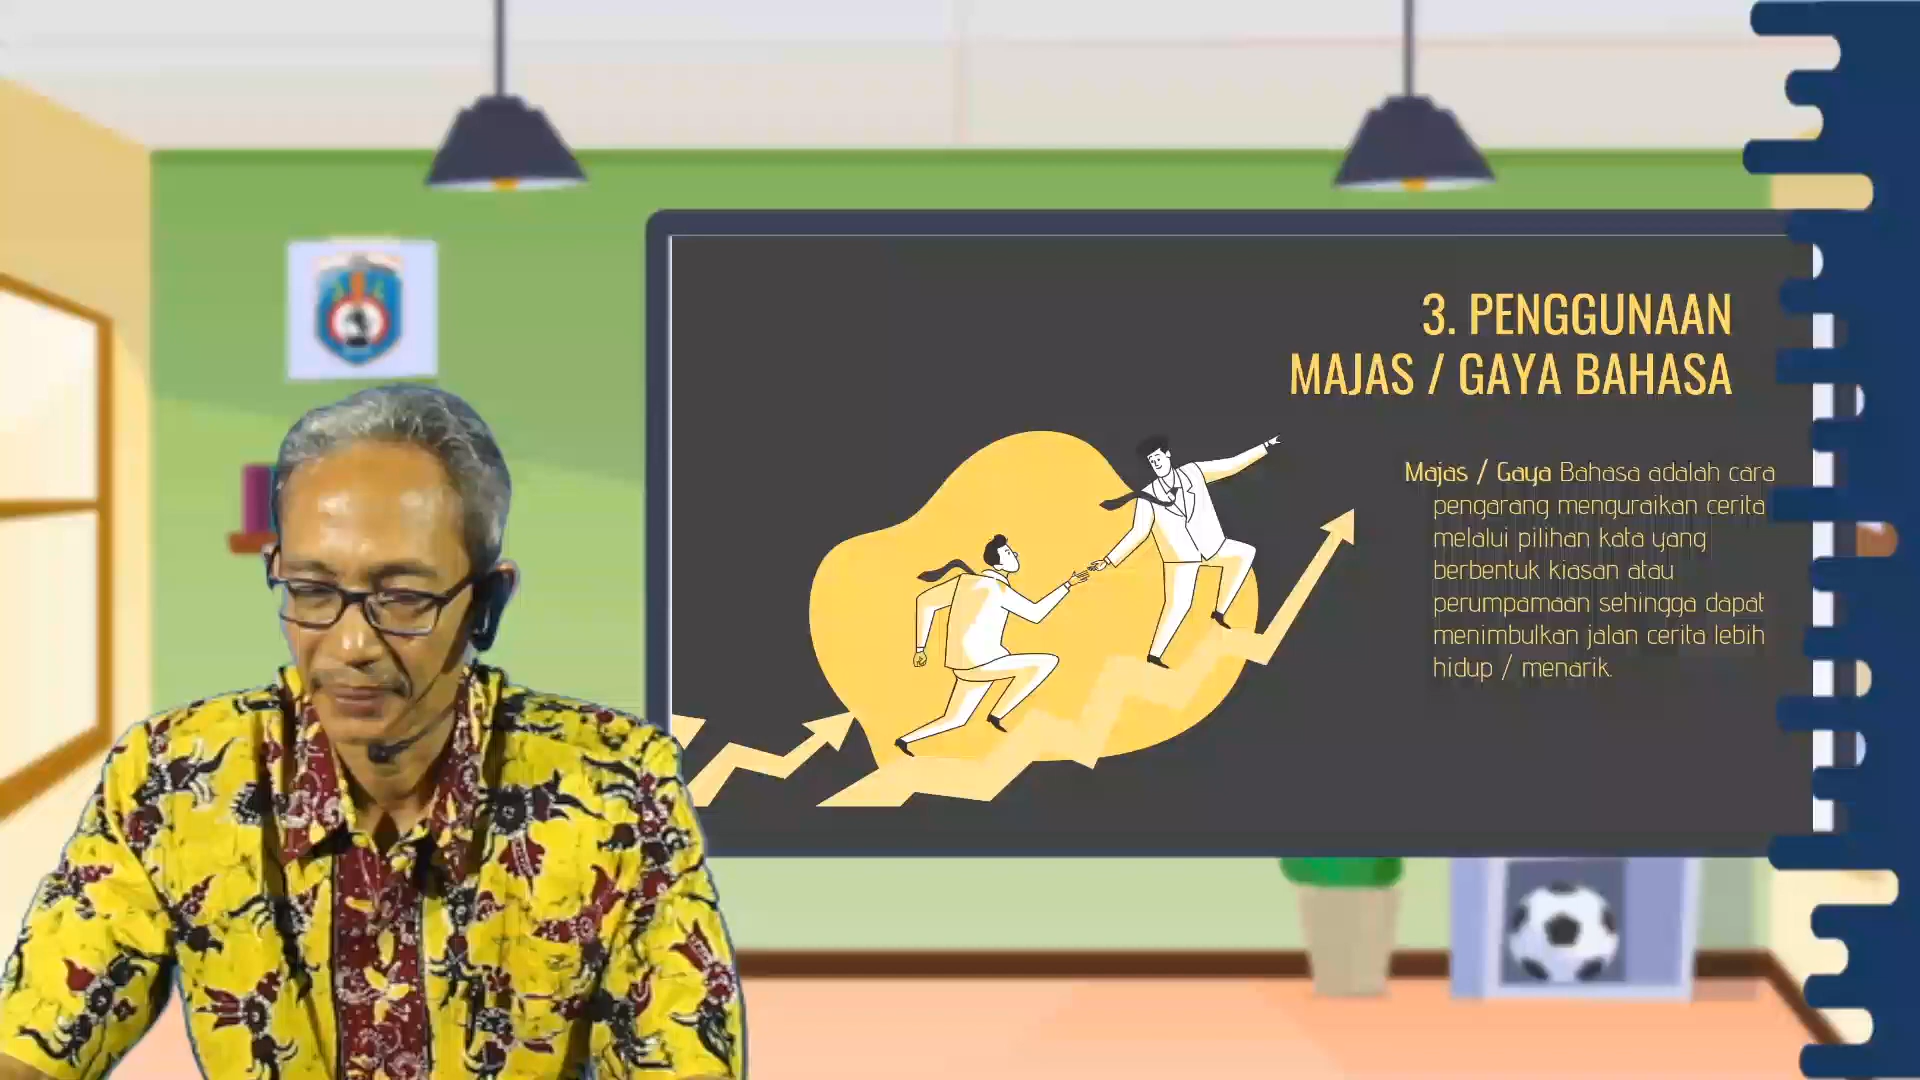 3. PENGGUNAAN
MAJAS / GAYA BAHASA
Majas / Gaya Bahasa adalah cara
pengarang menguraikan cerita
melalui pilihan kata yang
berbentuk kiasan atau
perumpamaan sehingga dapat
menimbulkan jalan cerita lebih
hidup / menarik.